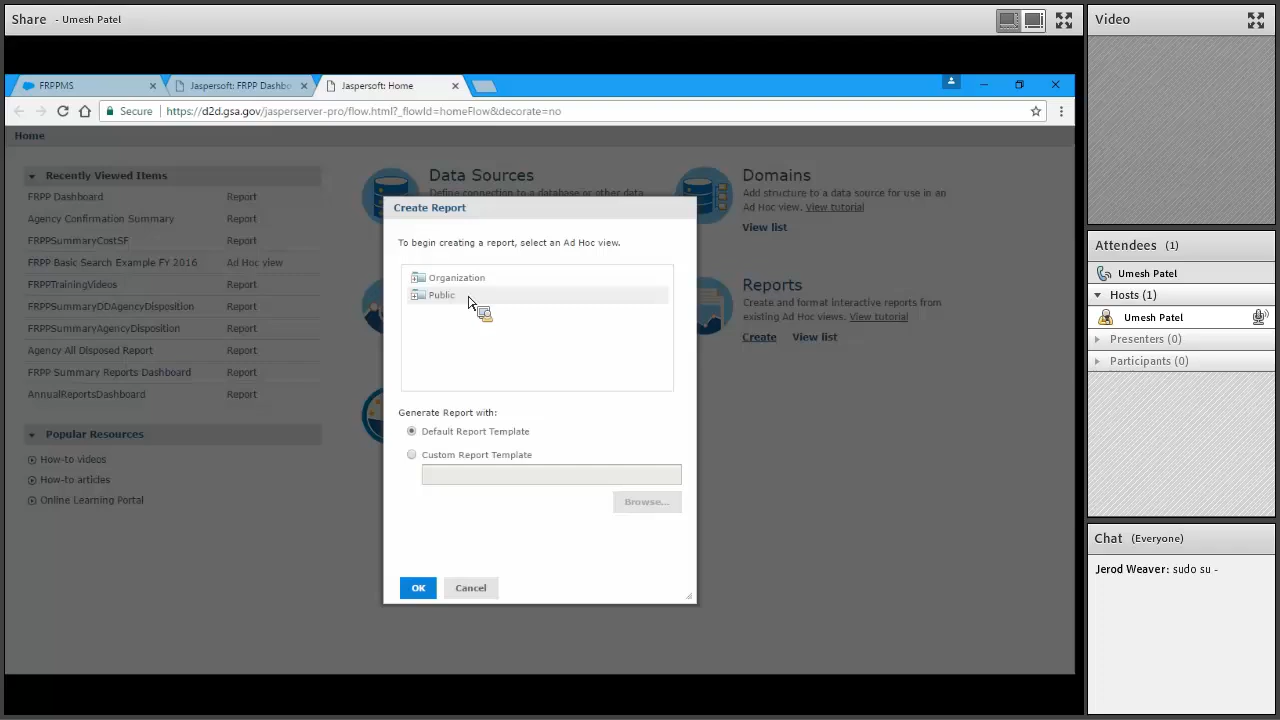 Share - Umesh Patel
FRPPMS
Jaspersoft: FRPP Dashbo
Jaspersoft: Home
Secure
https://d2d.gsa.gov/jasperserver-pro/flow.html?_flowId=homeFlow&decorate=no
Home
Recently Viewed Items
FRPP Dashboard Report
Agency Confirmation Summary Report
FRPPSummaryCostSF Report
FRPP Basic Search Example FY 2016 Ad Hoc view
FRPPTrainingVideos Report
FRPPSummaryDDAgencyDisposition Report
FRPPSummaryAgencyDisposition Report
Agency All Disposed Report Report
FRPP Summary Reports Dashboard Report
AnnualReportsDashboard Report
Popular Resources
How-to videos
How-to articles
Online Learning Portal
Data Sources
Define connection to a database or other data
Domains
Add structure to a data source for use in an
Ad Hoc view. View tutorial
View list
Reports
Create and format interactive reports from
existing Ad Hoc views. View tutorial
Create View list
Create Report
To begin creating a report, select an Ad Hoc view.
Organization
Public
Generate Report with:
Default Report Template
Custom Report Template
Browse...
OK Cancel
Video
Attendees (1)
Umesh Patel
Hosts (1)
Umesh Patel
Presenters (0)
Participants (0)
Chat (Everyone)
Jerod Weaver: sudo su -